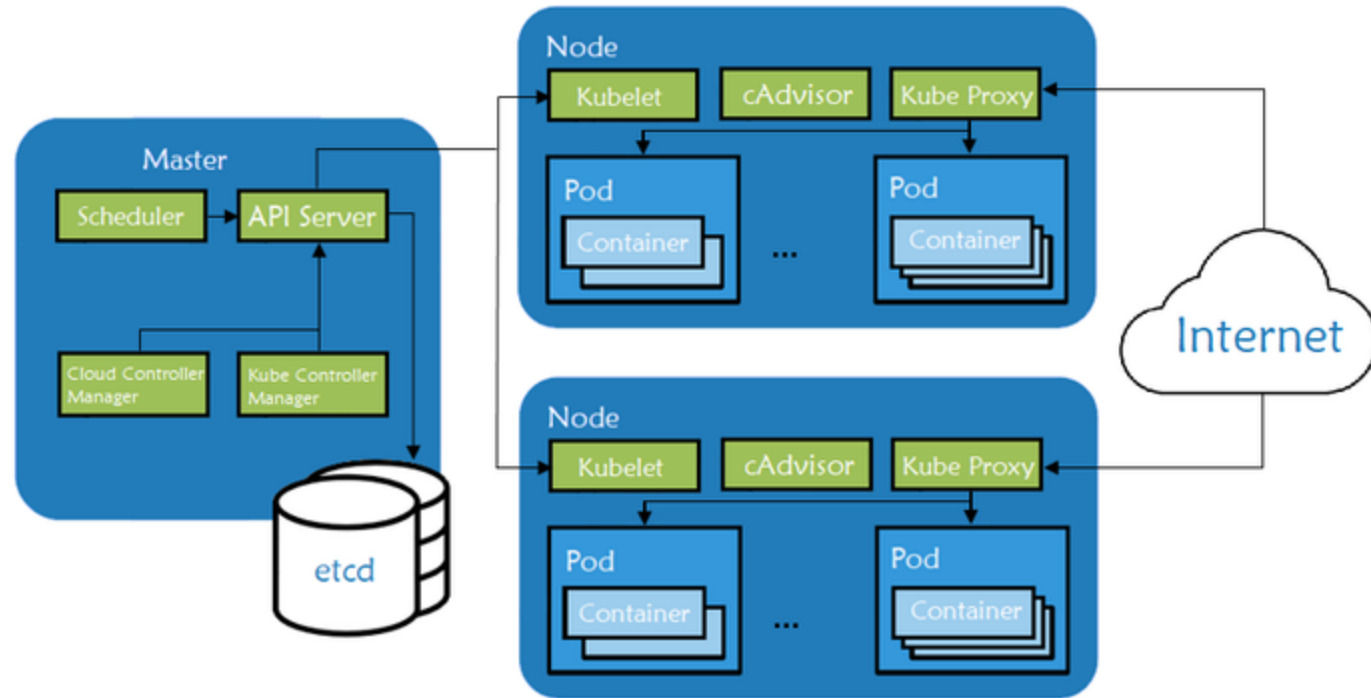 Master
Scheduler
API Server
Cloud Controller
Manager
Kube Controller
Manager
etcd
Node
Kubelet
cAdvisor
Kube Proxy
Pod
Container
...
Pod
Container
Node
Kubelet
cAdvisor
Kube Proxy
Pod
Container
...
Pod
Container
Internet